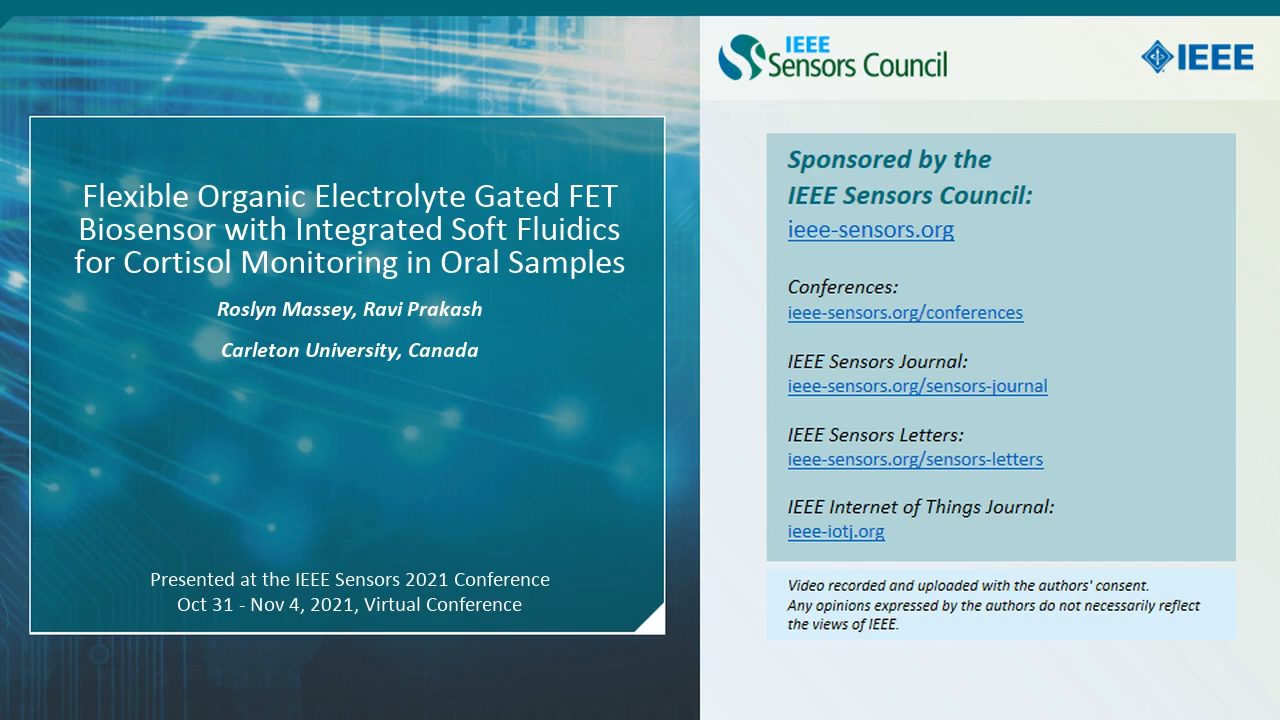 Flexible Organic Electrolyte Gated FET
Biosensor with Integrated Soft Fluidics
for Cortisol Monitoring in Oral Samples
Roslyn Massey, Ravi Prakash
Carleton University, Canada
Presented at the IEEE Sensors 2021 Conference
Oct 31 - Nov 4, 2021, Virtual Conference
IEEE
Sensors Council
IEEE
Sponsored by the
IEEE Sensors Council:
ieee-sensors.org
Conferences:
ieee-sensors.org/conferences
IEEE Sensors Journal:
ieee-sensors.org/sensors-journal
IEEE Sensors Letters:
ieee-sensors.org/sensors-letters
IEEE Internet of Things Journal:
ieee-iotj.org
Video recorded and uploaded with the authors' consent.
Any opinions expressed by the authors do not necessarily reflect
the views of IEEE.